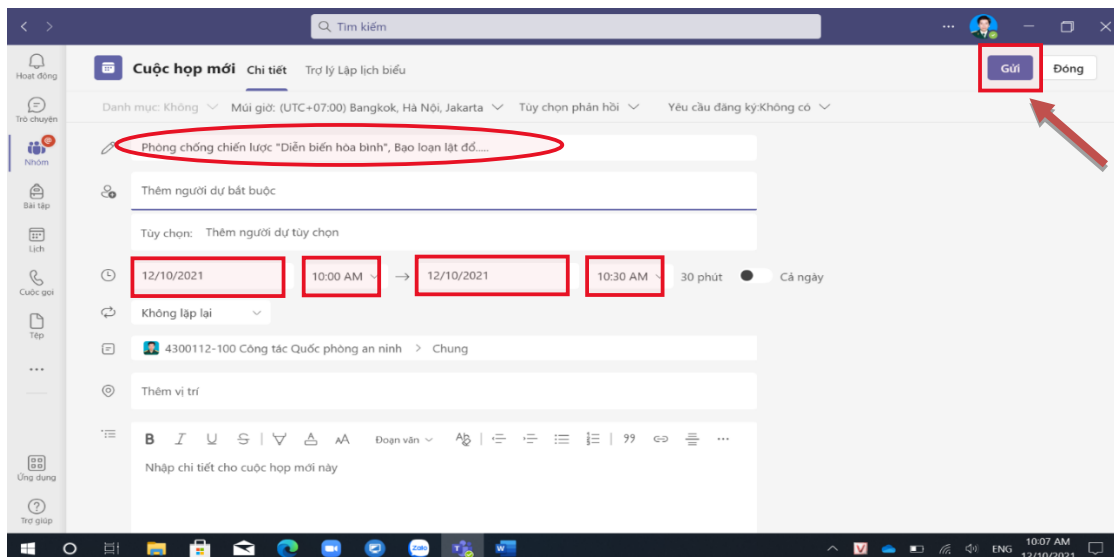 Tìm kiếm
Hoạt động
Trò chuyện
Nhóm
Bài tập
Lịch
Cuộc gọi
Tệp
Ứng dụng
Trợ giúp
Cuộc họp mới Chi tiết Trợ lý Lập lịch biểu
Gửi Đóng
Danh mục: Không Múi giờ: (UTC+07:00) Bangkok, Hà Nội, Jakarta Tùy chọn phản hồi Yêu cầu đăng ký:Không có
Phòng chống chiến lược "Diễn biến hòa bình", Bạo loạn lật đổ.....
Thêm người dự bắt buộc
Tùy chọn: Thêm người dự tùy chọn
12/10/2021 10:00 AM → 12/10/2021 10:30 AM 30 phút Cả ngày
Không lặp lại
4300112-100 Công tác Quốc phòng an ninh > Chung
Thêm vị trí
B I U S A AA Đoạn văn Ab 99
Nhập chi tiết cho cuộc họp mới này
Zalo V W ENG 10:07 AM
12/10/2021